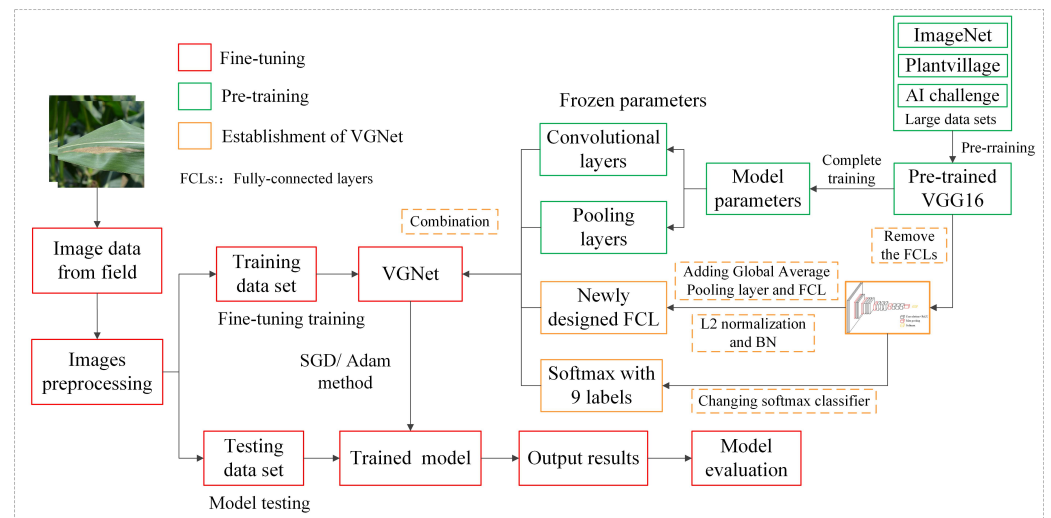 Fine-tuning
Pre-training
Establishment of VGNet
FCLs:: Fully-connected layers
ImageNet
Plantvillage
AI challenge
Large data sets
Pre-rraining
Pre-trained
VGG16
Complete
training
Model
parameters
Frozen parameters
Convolutional
layers
Pooling
layers
Combination
Remove
the FCLs
Adding Global Average
Pooling layer and FCL
L2 normalization
and BN
Newly
designed FCL
Softmax with
9 labels
Changing softmax classifier
Image data
from field
Images
preprocessing
Training
data set
Fine-tuning training
VGNet
SGD/ Adam
method
Testing
data set
Model testing
Trained model
Output results
Model
evaluation